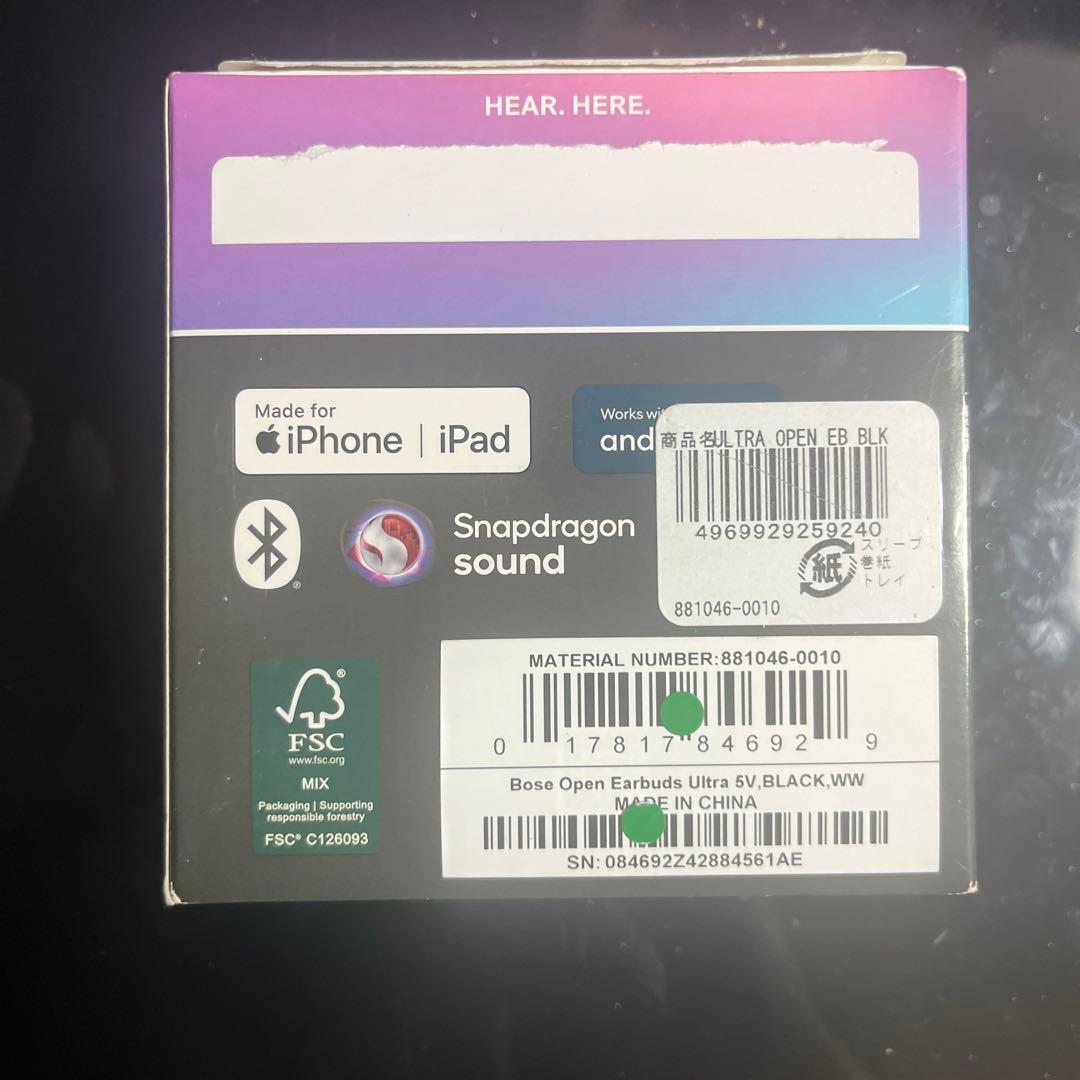 HEAR. HERE.
Made for
iPhone | iPad
Works
and
商品名ULTRA OPEN EB BLK
4969929259240
紙
スリーブ
巻紙
トレイ
881046-0010
Snapdragon
sound
FSC®
www.fsc.org
MIX
Packaging | Supporting
responsible forestry
FSC® C126093
MATERIAL NUMBER:881046-0010
0 17817 84692 9
Bose Open Earbuds Ultra 5V,BLACK,WW
MADE IN CHINA
SN: 084692Z42884561AE